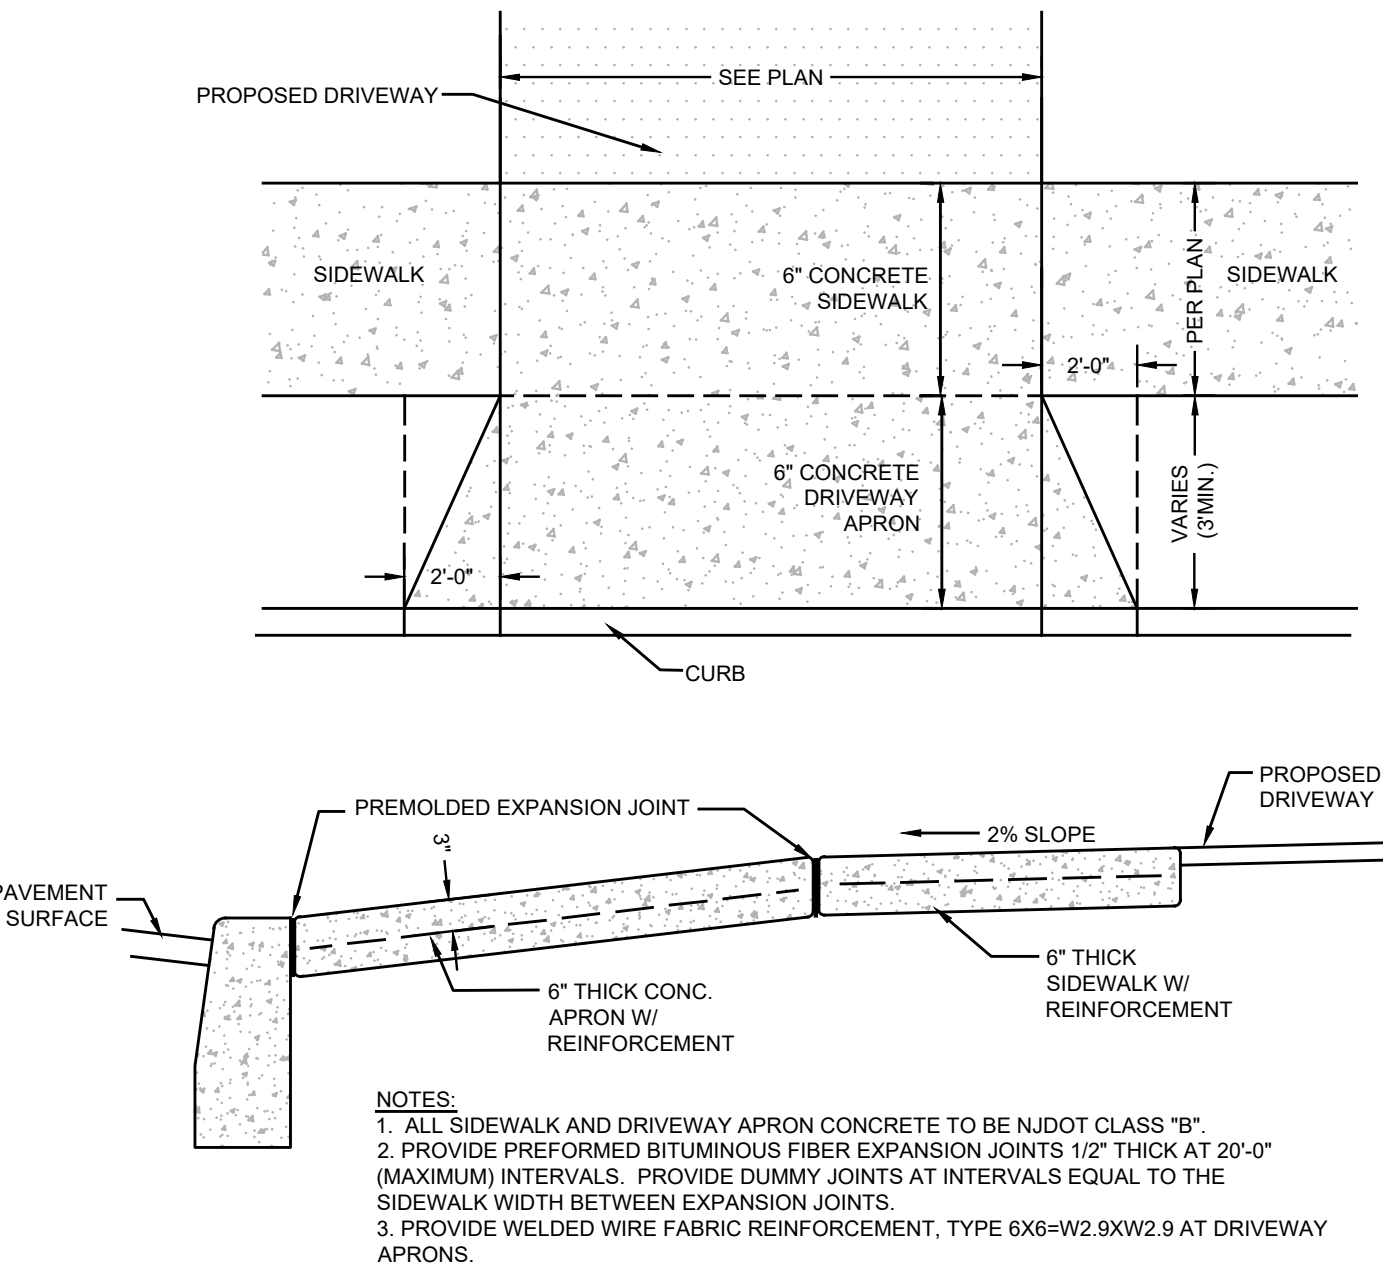 SEE PLAN
PROPOSED DRIVEWAY
SIDEWALK
6" CONCRETE
SIDEWALK
PER PLAN
SIDEWALK
2'-0"
6" CONCRETE
DRIVEWAY
APRON
VARIES
(3'MIN.)
2'-0"
CURB
PROPOSED
DRIVEWAY
PREMOLDED EXPANSION JOINT
3"
2% SLOPE
PAVEMENT
SURFACE
6" THICK CONC.
APRON W/
REINFORCEMENT
6" THICK
SIDEWALK W/
REINFORCEMENT
NOTES:
1. ALL SIDEWALK AND DRIVEWAY APRON CONCRETE TO BE NJDOT CLASS "B".
2. PROVIDE PREFORMED BITUMINOUS FIBER EXPANSION JOINTS 1/2" THICK AT 20'-0"
(MAXIMUM) INTERVALS. PROVIDE DUMMY JOINTS AT INTERVALS EQUAL TO THE
SIDEWALK WIDTH BETWEEN EXPANSION JOINTS.
3. PROVIDE WELDED WIRE FABRIC REINFORCEMENT, TYPE 6X6=W2.9XW2.9 AT DRIVEWAY
APRONS.